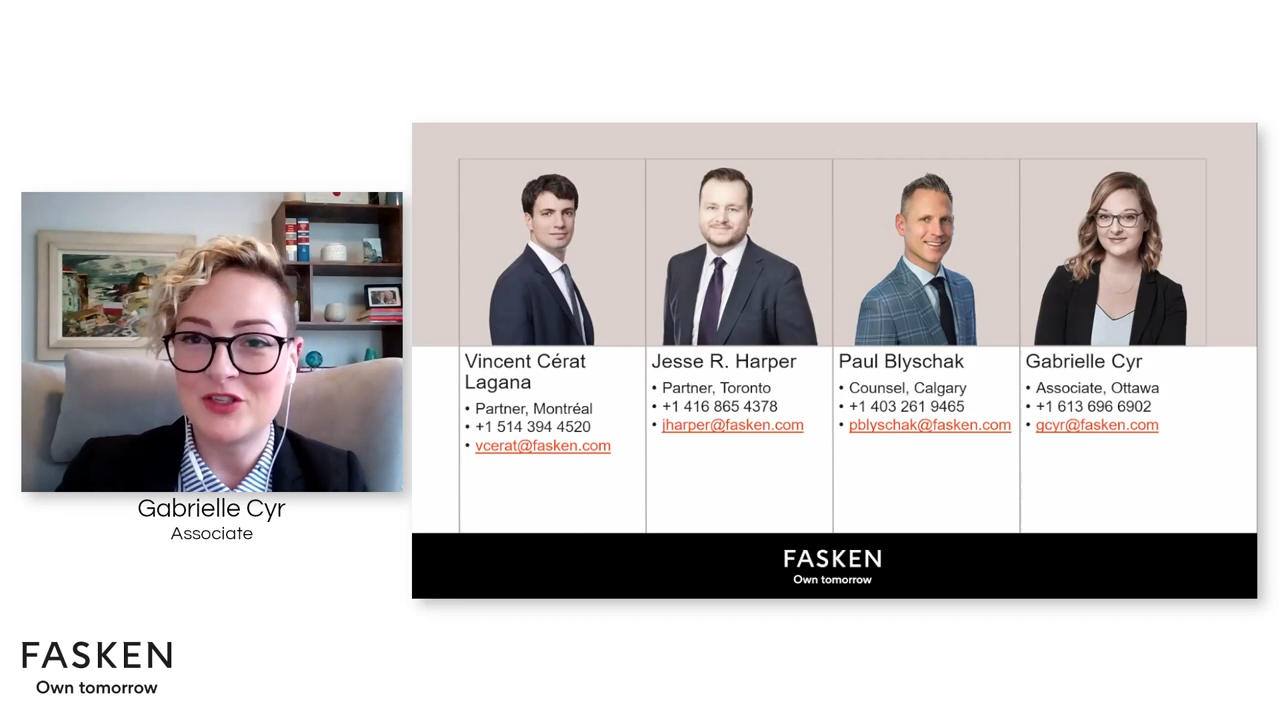 Gabrielle Cyr
Associate
FASKEN
Own tomorrow
Vincent Cérat
Lagana
• Partner, Montréal
• +1 514 394 4520
• vcerat@fasken.com
Jesse R. Harper
• Partner, Toronto
• +1 416 865 4378
• jharper@fasken.com
Paul Blyschak
• Counsel, Calgary
• +1 403 261 9465
• pblyschak@fasken.com
Gabrielle Cyr
• Associate, Ottawa
• +1 613 696 6902
• gcyr@fasken.com
FASKEN
Own tomorrow